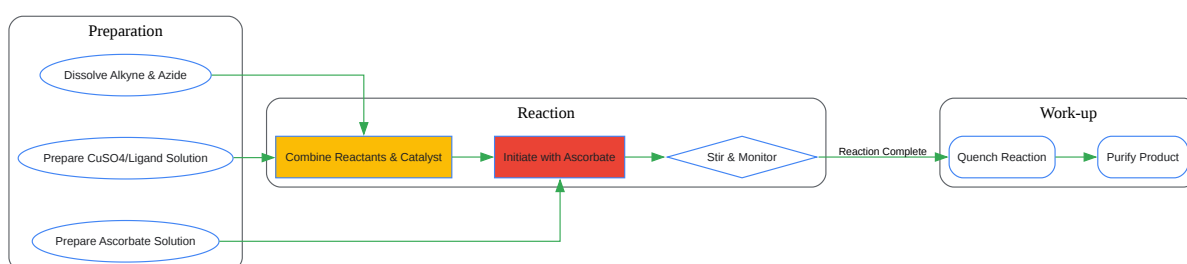 Preparation
Dissolve Alkyne & Azide
Prepare CuSO4/Ligand Solution
Prepare Ascorbate Solution
Reaction
Combine Reactants & Catalyst
Initiate with Ascorbate
Stir & Monitor
Reaction Complete
Work-up
Quench Reaction
Purify Product